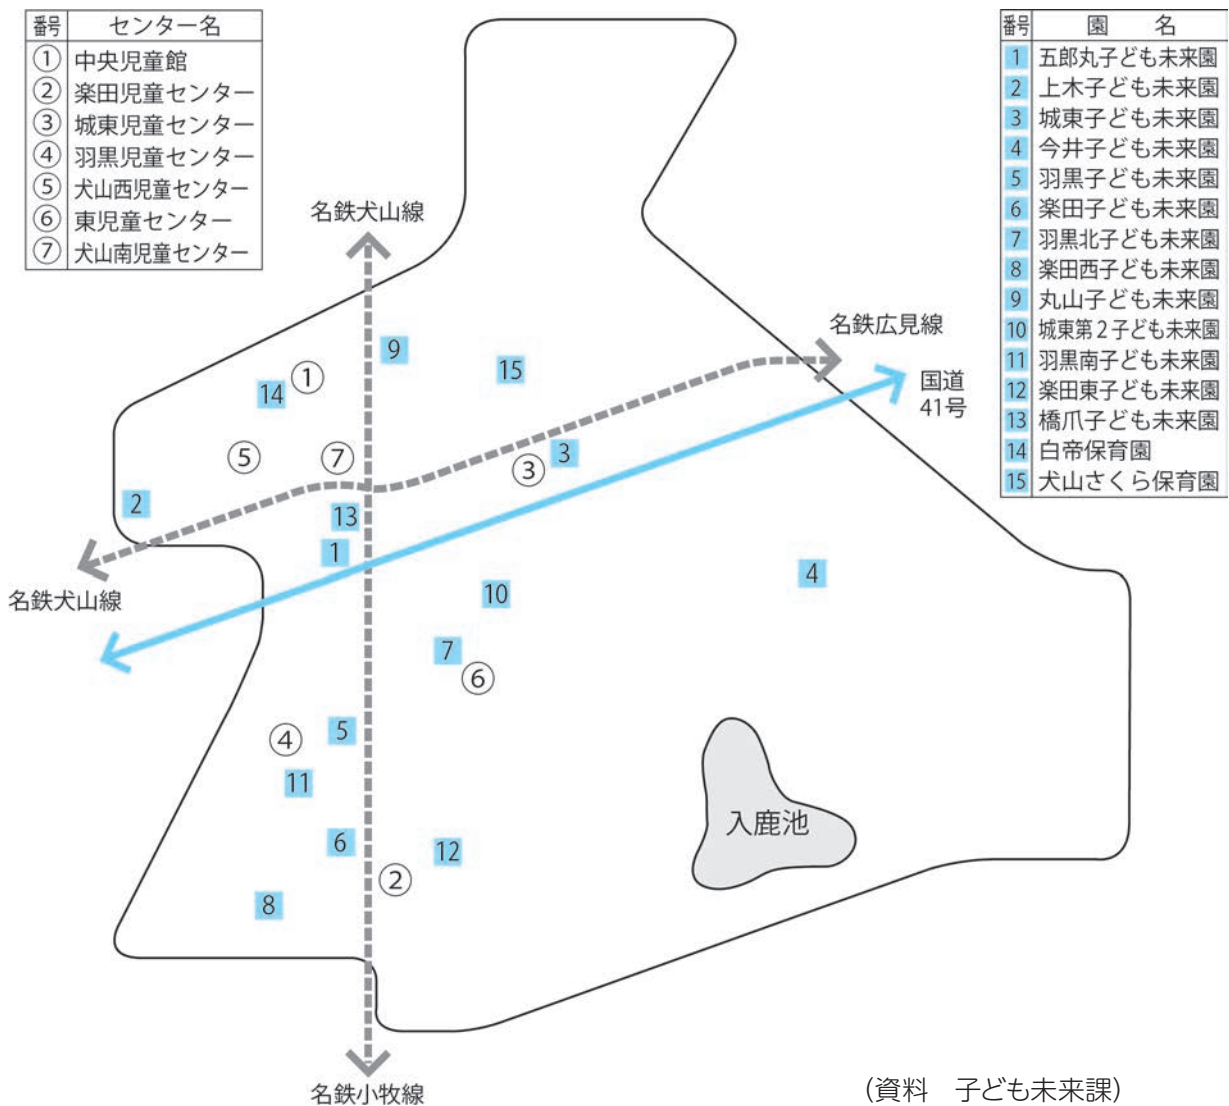 番号 センター名
① 中央児童館
② 楽田児童センター
③ 城東児童センター
④ 羽黒児童センター
⑤ 犬山西児童センター
⑥ 東児童センター
⑦ 犬山南児童センター
番号 園　名
1 五郎丸子ども未来園
2 上木子ども未来園
3 城東子ども未来園
4 今井子ども未来園
5 羽黒子ども未来園
6 楽田子ども未来園
7 羽黒北子ども未来園
8 楽田西子ども未来園
9 丸山子ども未来園
10 城東第2子ども未来園
11 羽黒南子ども未来園
12 楽田東子ども未来園
13 橋爪子ども未来園
14 白帝保育園
15 犬山さくら保育園
名鉄犬山線
名鉄広見線
国道
41号
9
15
①
14
⑤
⑦
③
3
2
13
1
名鉄犬山線
10
4
7
⑥
5
④
11
入鹿池
6
12
②
8
名鉄小牧線
(資料　子ども未来課)